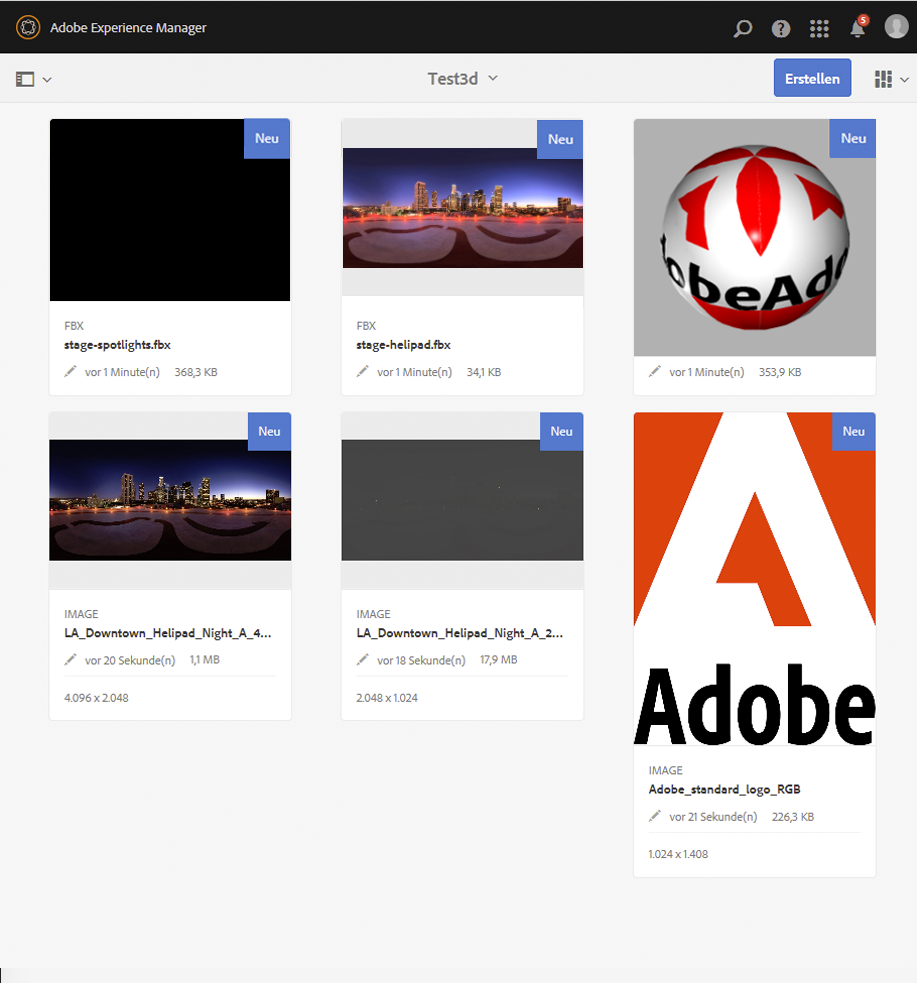 Adobe Experience Manager
5
Test3d
Erstellen
Neu
FBX
stage-spotlights.fbx
vor 1 Minute(n) 368,3 KB
Neu
FBX
stage-helipad.fbx
vor 1 Minute(n) 34,1 KB
Neu
obeAdo
vor 1 Minute(n) 353,9 KB
Neu
IMAGE
LA_Downtown_Helipad_Night_A_4...
vor 20 Sekunde(n) 1,1 MB
4.096 x 2.048
Neu
IMAGE
LA_Downtown_Helipad_Night_A_2...
vor 18 Sekunde(n) 17,9 MB
2.048 x 1.024
Neu
Adobe
IMAGE
Adobe_standard_logo_RGB
vor 21 Sekunde(n) 226,3 KB
1.024 x 1.408